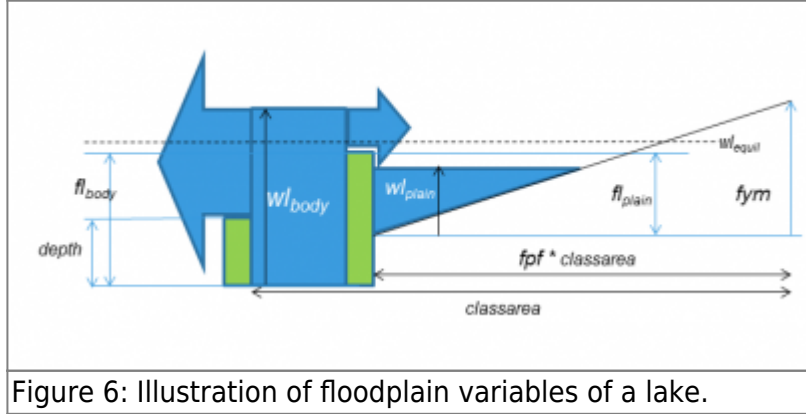 wl_equil
fl_body
wl_body
wl_plain
fl_plain
fym
depth
fpf * classarea
classarea
Figure 6: Illustration of floodplain variables of a lake.